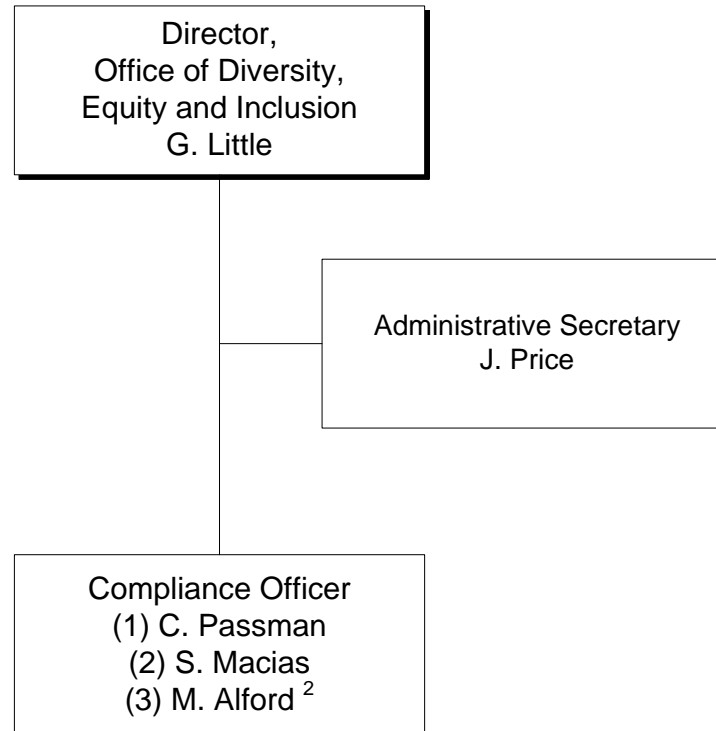 Director,
Office of Diversity,
Equity and Inclusion
G. Little
Administrative Secretary
J. Price
Compliance Officer
(1) C. Passman
(2) S. Macias
(3) M. Alford ²